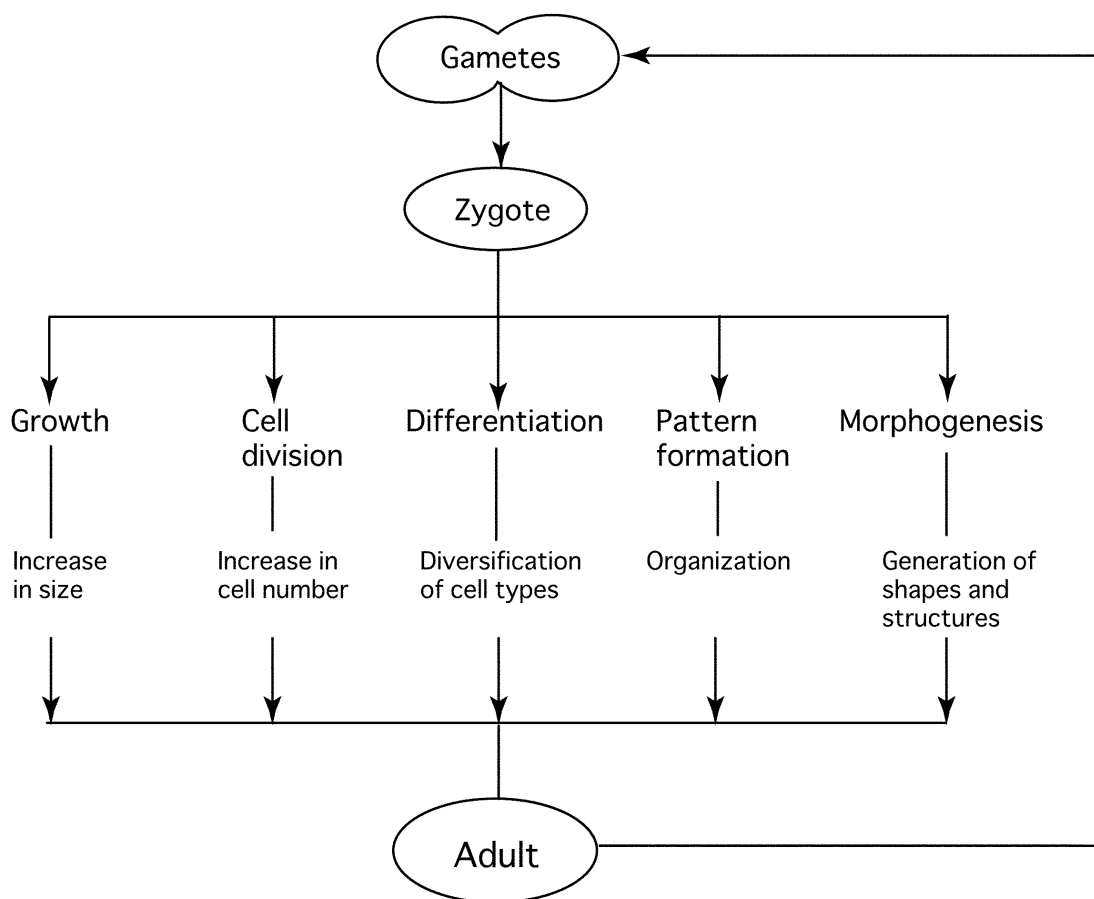 Gametes
Zygote
Growth
Cell
division
Differentiation
Pattern
formation
Morphogenesis
Increase
in size
Increase in
cell number
Diversification
of cell types
Organization
Generation of
shapes and
structures
Adult